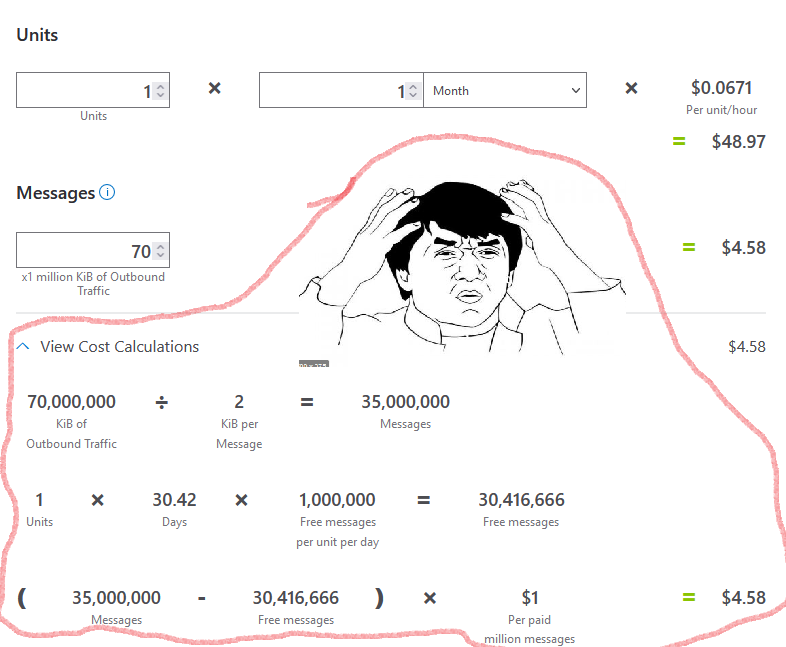 Units
1 × 1 Month × $0.0671
Units Per unit/hour
= $48.97
Messages
70 = $4.58
x1 million KiB of Outbound
Traffic
View Cost Calculations $4.58
70,000,000 ÷ 2 = 35,000,000
KiB of KiB per Messages
Outbound Traffic Message
1 × 30.42 × 1,000,000 = 30,416,666
Units Days Free messages Free messages
per unit per day
( 35,000,000 - 30,416,666 ) × $1 = $4.58
Messages Free messages Per paid
million messages